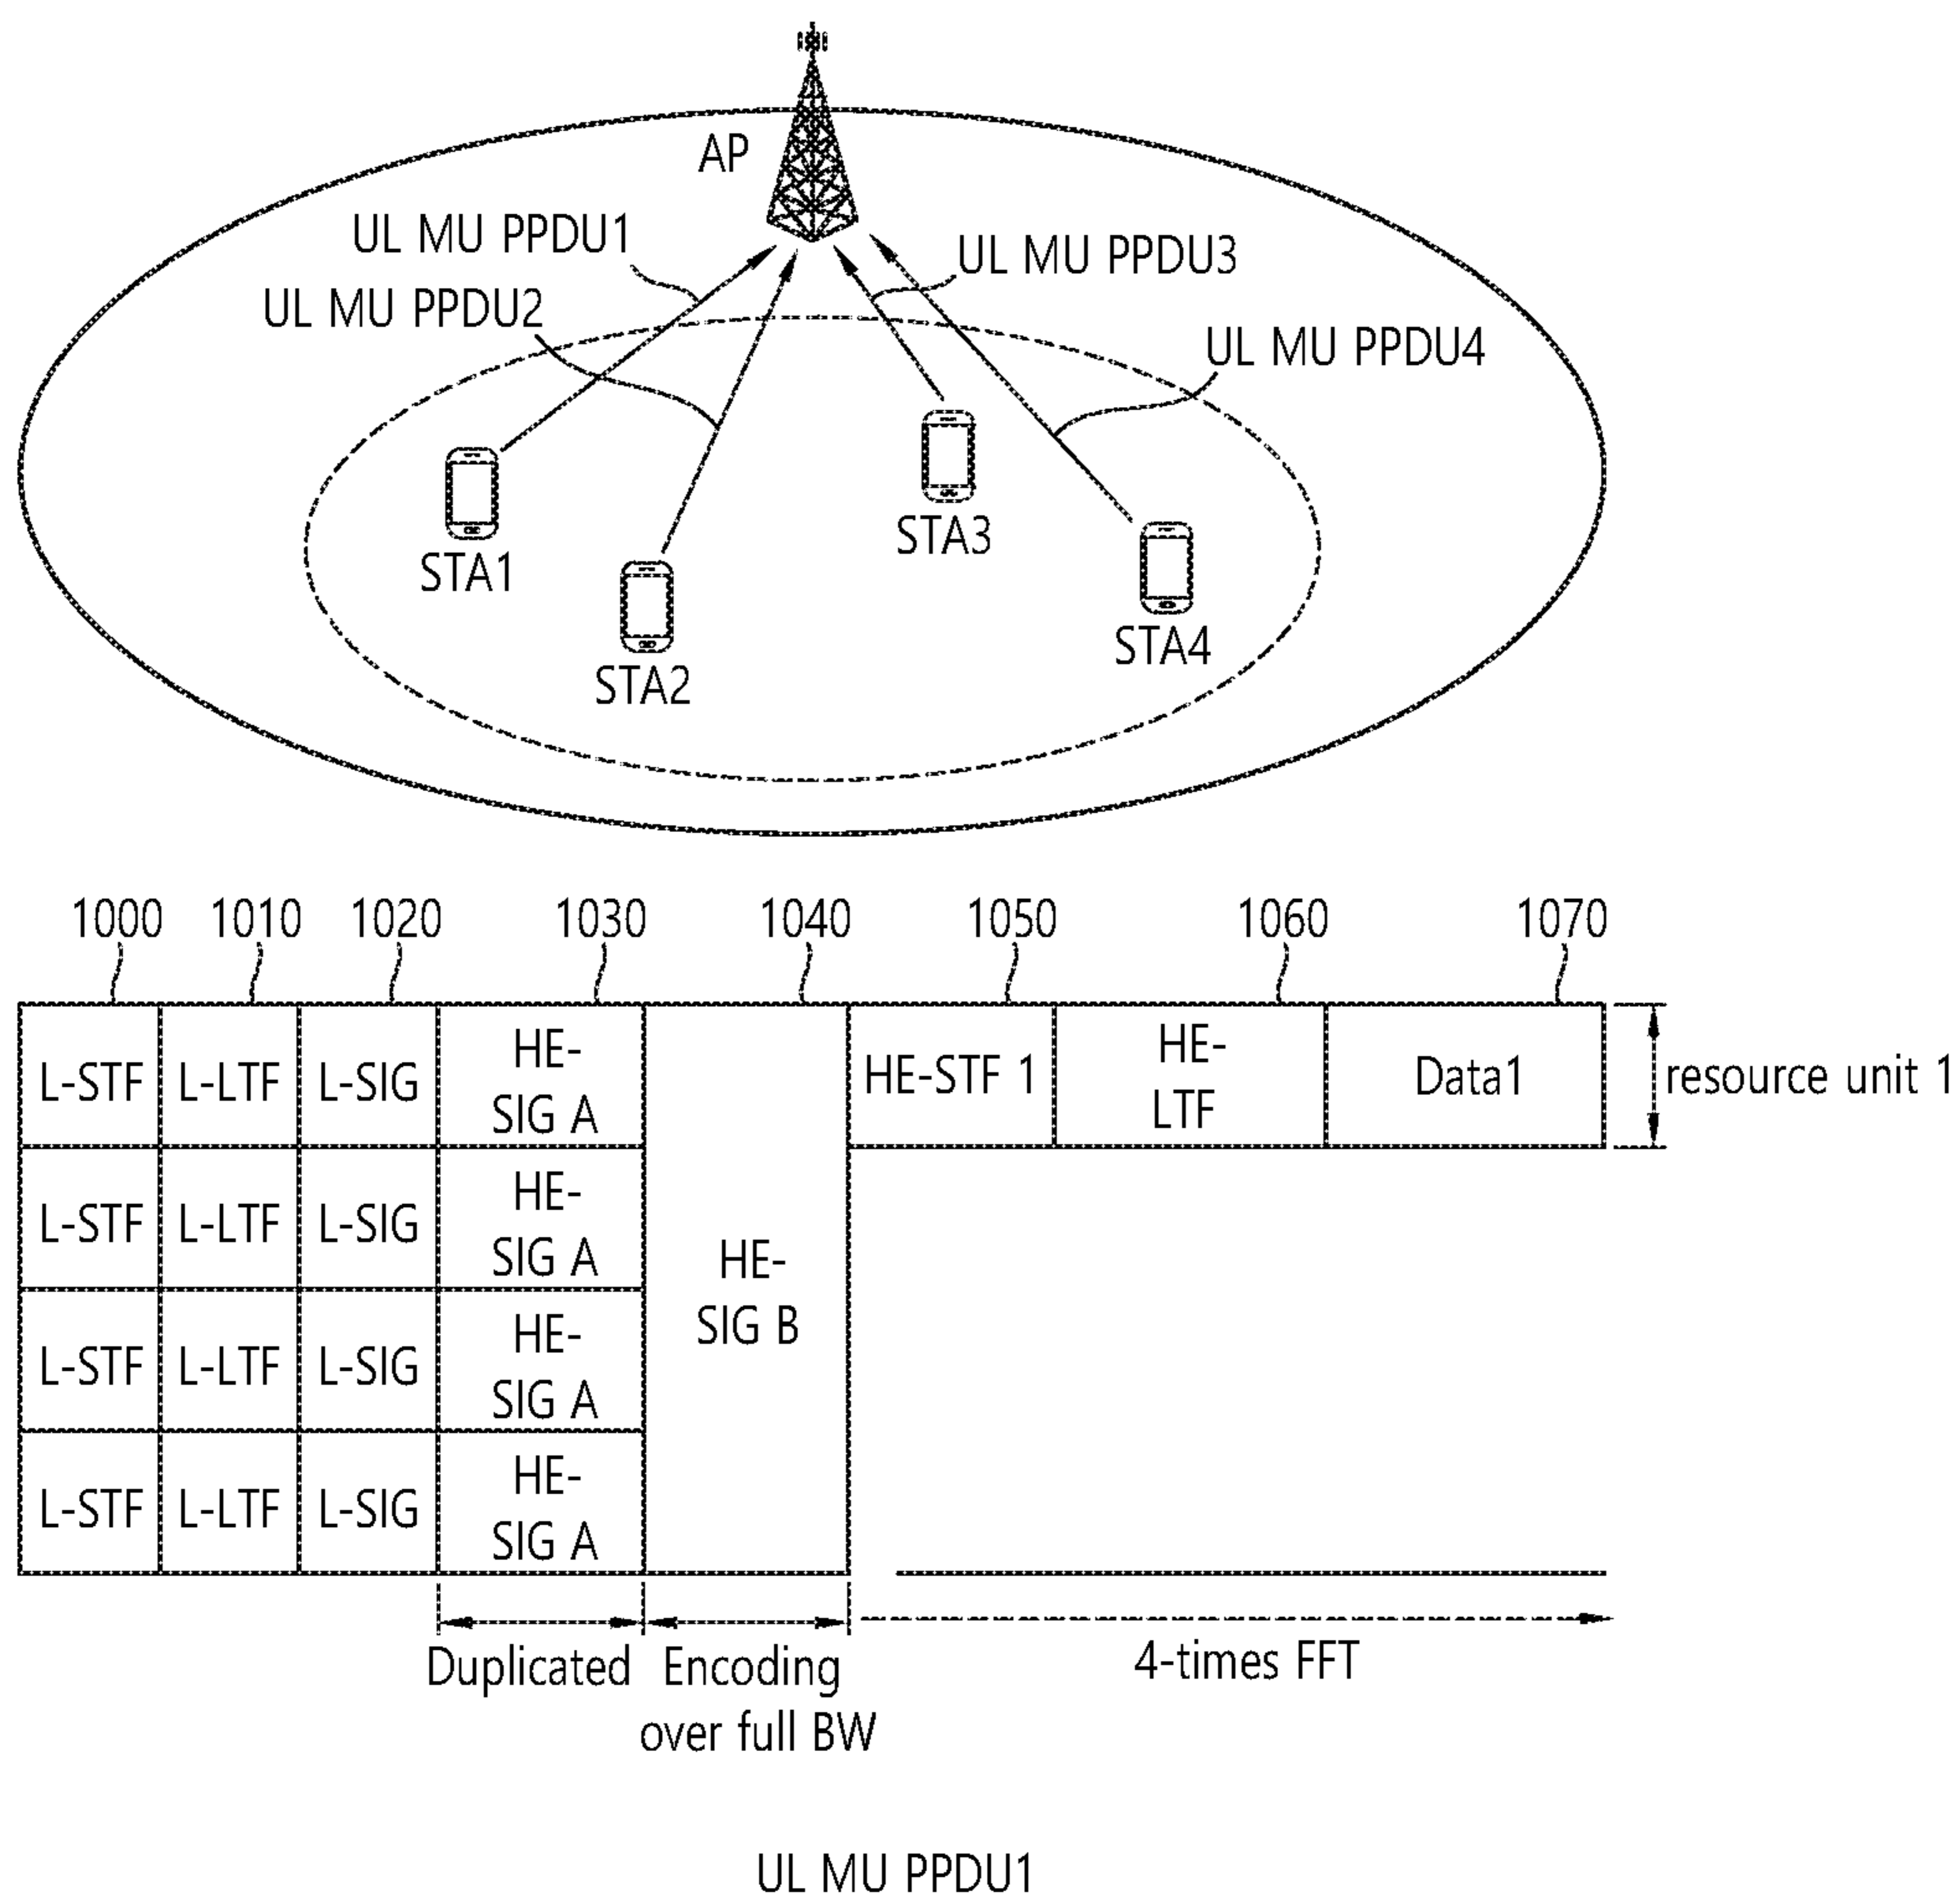 AP
UL MU PPDU1
UL MU PPDU3
UL MU PPDU2
UL MU PPDU4
STA1
STA3
STA2
STA4
1000 1010 1020 1030 1040 1050 1060 1070
L-STF L-LTF L-SIG HE-
SIG A
HE-STF 1 HE-
LTF
Data1 resource unit 1
L-STF L-LTF L-SIG HE-
SIG A
HE-
SIG B
L-STF L-LTF L-SIG HE-
SIG A
L-STF L-LTF L-SIG HE-
SIG A
Duplicated
Encoding
over full BW
4-times FFT
UL MU PPDU1